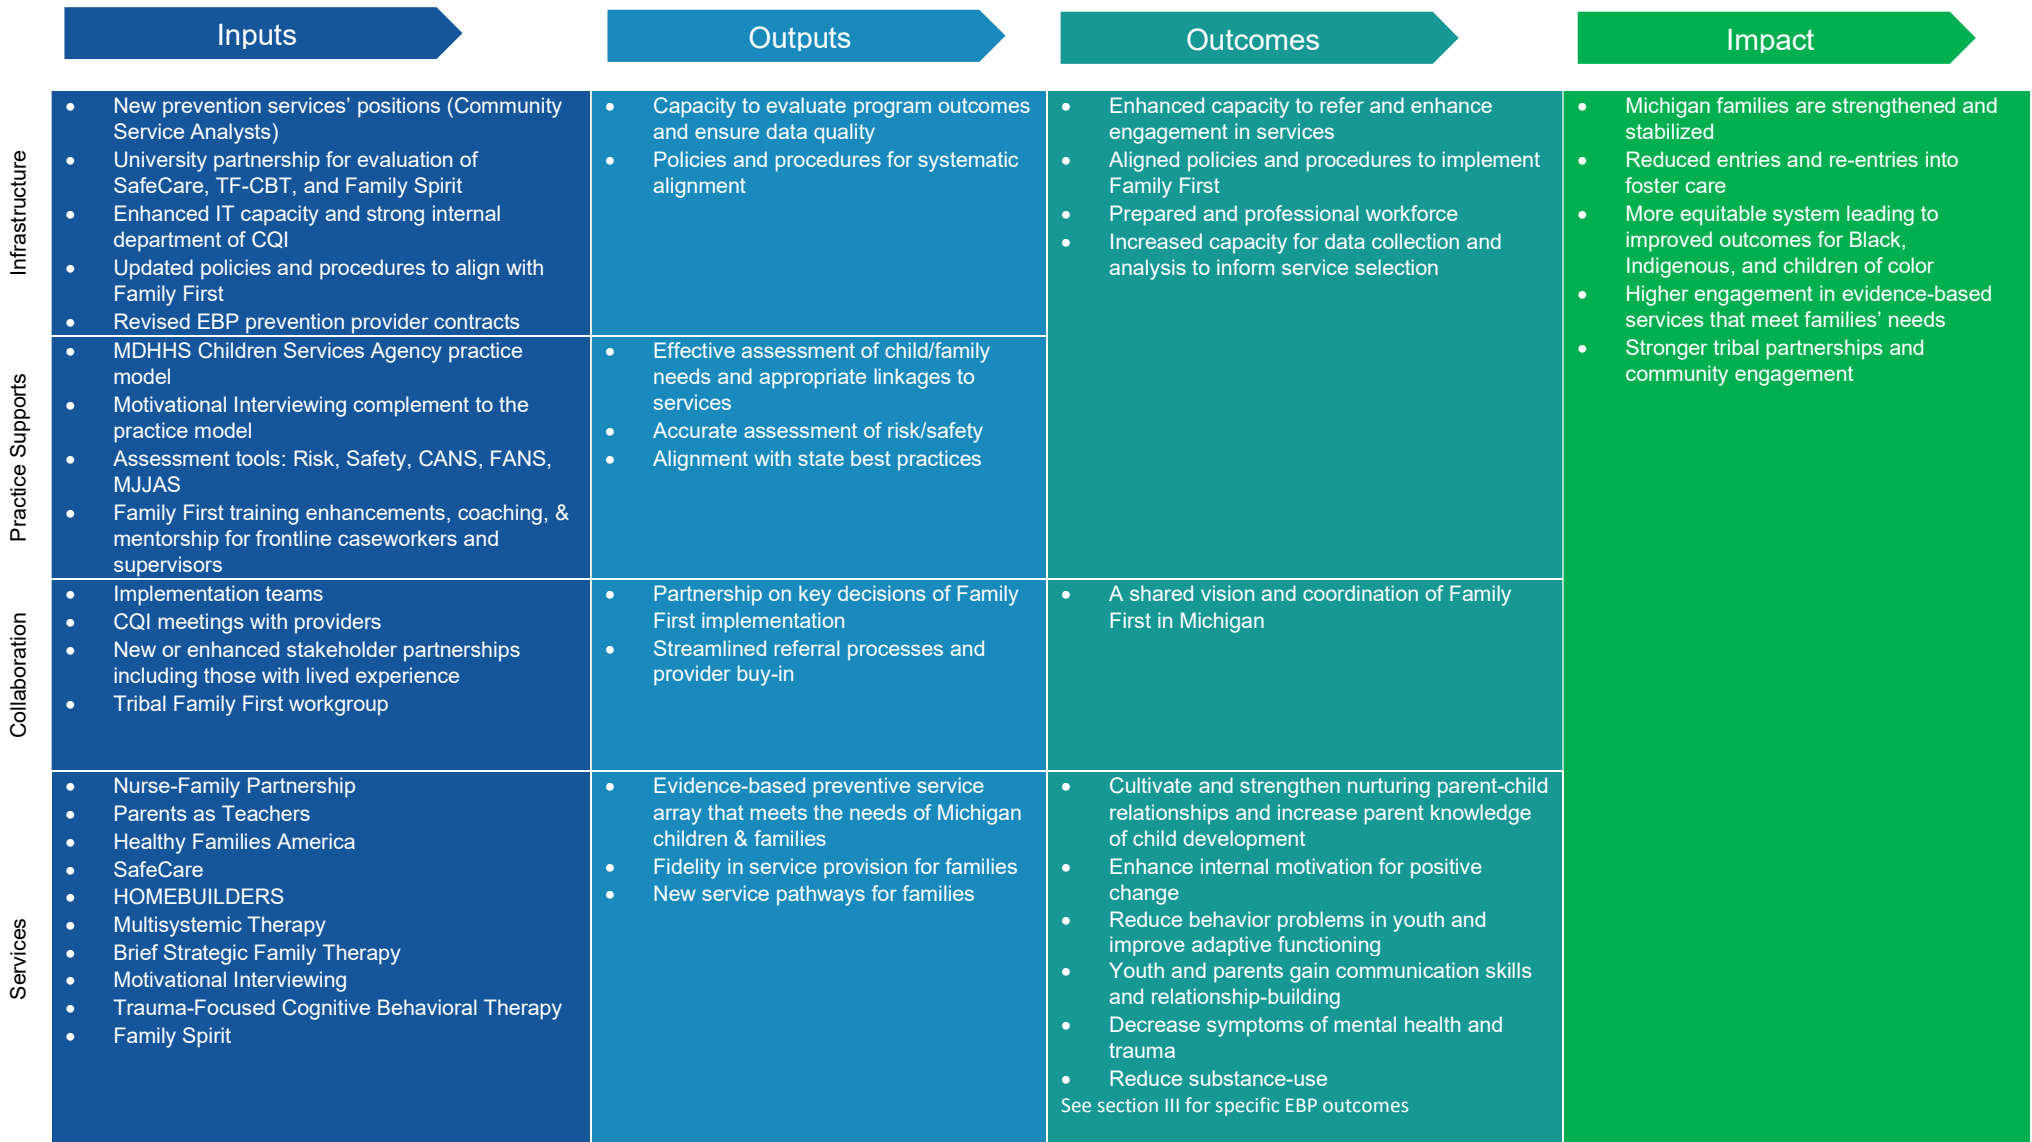 Inputs
Outputs
Outcomes
Impact
Infrastructure
• New prevention services’ positions (Community
Service Analysts)
• University partnership for evaluation of
SafeCare, TF-CBT, and Family Spirit
• Enhanced IT capacity and strong internal
department of CQI
• Updated policies and procedures to align with
Family First
• Revised EBP prevention provider contracts
• Capacity to evaluate program outcomes
and ensure data quality
• Policies and procedures for systematic
alignment
• Enhanced capacity to refer and enhance
engagement in services
• Aligned policies and procedures to implement
Family First
• Prepared and professional workforce
• Increased capacity for data collection and
analysis to inform service selection
• Michigan families are strengthened and
stabilized
• Reduced entries and re-entries into
foster care
• More equitable system leading to
improved outcomes for Black,
Indigenous, and children of color
• Higher engagement in evidence-based
services that meet families’ needs
• Stronger tribal partnerships and
community engagement
Practice Supports
• MDHHS Children Services Agency practice
model
• Motivational Interviewing complement to the
practice model
• Assessment tools: Risk, Safety, CANS, FANS,
MJJAS
• Family First training enhancements, coaching, &
mentorship for frontline caseworkers and
supervisors
• Effective assessment of child/family
needs and appropriate linkages to
services
• Accurate assessment of risk/safety
• Alignment with state best practices
Collaboration
• Implementation teams
• CQI meetings with providers
• New or enhanced stakeholder partnerships
including those with lived experience
• Tribal Family First workgroup
• Partnership on key decisions of Family
First implementation
• Streamlined referral processes and
provider buy-in
• A shared vision and coordination of Family
First in Michigan
Services
• Nurse-Family Partnership
• Parents as Teachers
• Healthy Families America
• SafeCare
• HOMEBUILDERS
• Multisystemic Therapy
• Brief Strategic Family Therapy
• Motivational Interviewing
• Trauma-Focused Cognitive Behavioral Therapy
• Family Spirit
• Evidence-based preventive service
array that meets the needs of Michigan
children & families
• Fidelity in service provision for families
• New service pathways for families
• Cultivate and strengthen nurturing parent-child
relationships and increase parent knowledge
of child development
• Enhance internal motivation for positive
change
• Reduce behavior problems in youth and
improve adaptive functioning
• Youth and parents gain communication skills
and relationship-building
• Decrease symptoms of mental health and
trauma
• Reduce substance-use
See section III for specific EBP outcomes